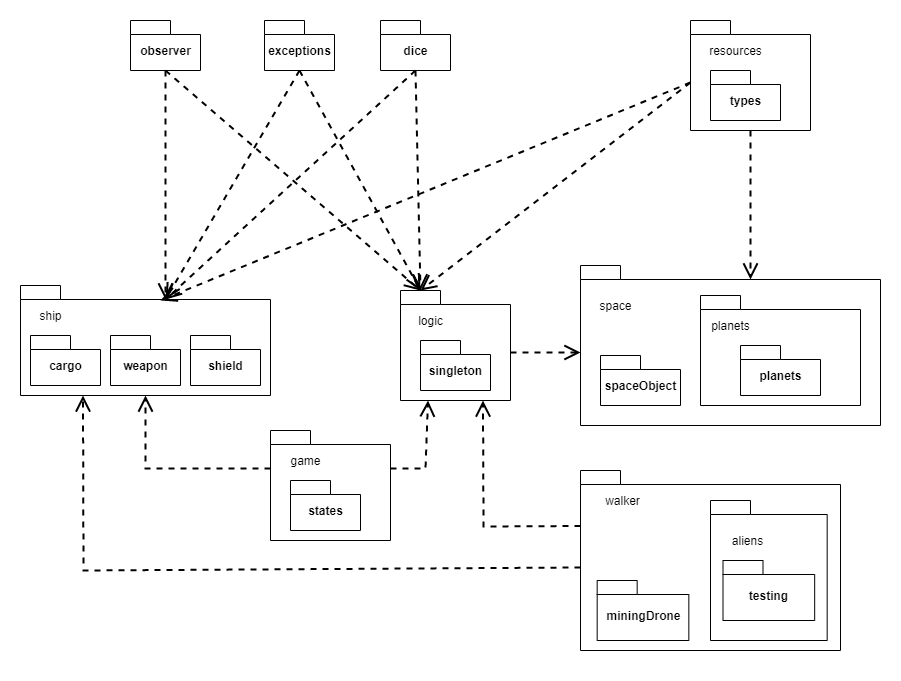 observer
exceptions
dice
resources
types
ship
cargo
weapon
shield
logic
singleton
space
spaceObject
planets
planets
game
states
walker
miningDrone
aliens
testing